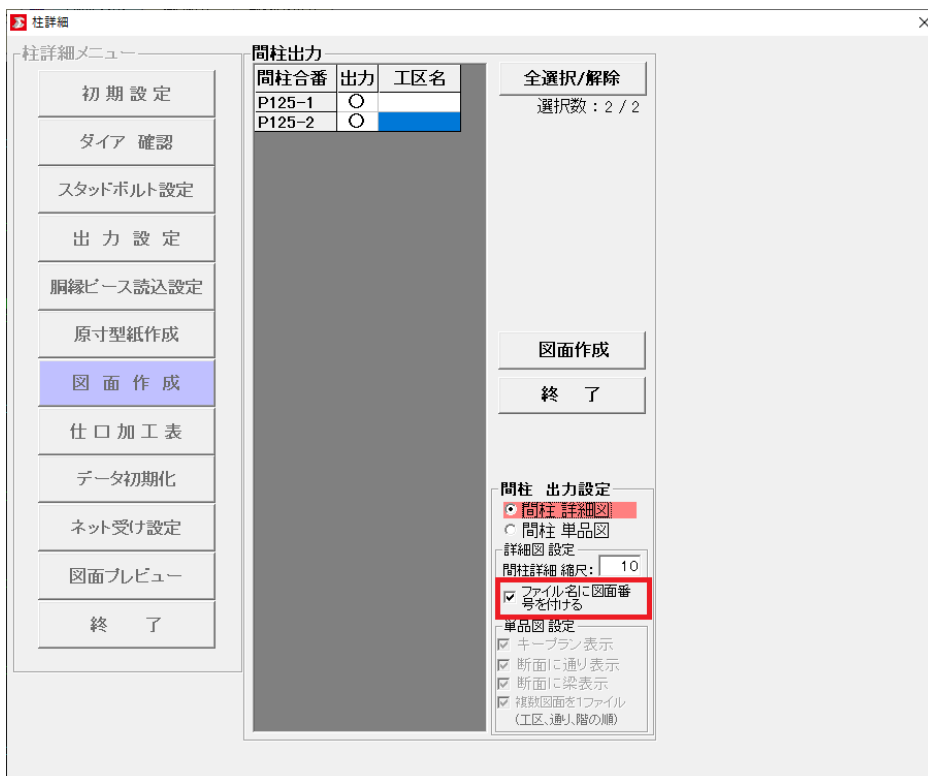 柱詳細
柱詳細メニュー
初 期 設 定
ダイア 確認
スタッドボルト設定
出 力 設 定
胴縁ピース読込設定
原寸型紙作成
図 面 作 成
仕 口 加 工 表
データ初期化
ネット受け設定
図面プレビュー
終 了
間柱出力
間柱合番 出力 工区名
P125-1 ○
P125-2 ○
全選択/解除
選択数：2 / 2
図面作成
終 了
間柱 出力設定
間柱 詳細図
間柱 単品図
詳細図 設定
間柱詳細 縮尺： 10
ファイル名に図面番
号を付ける
単品図 設定
キープラン表示
断面に通り表示
断面に梁表示
複数図面を1ファイル
(工区、通り、階の順)